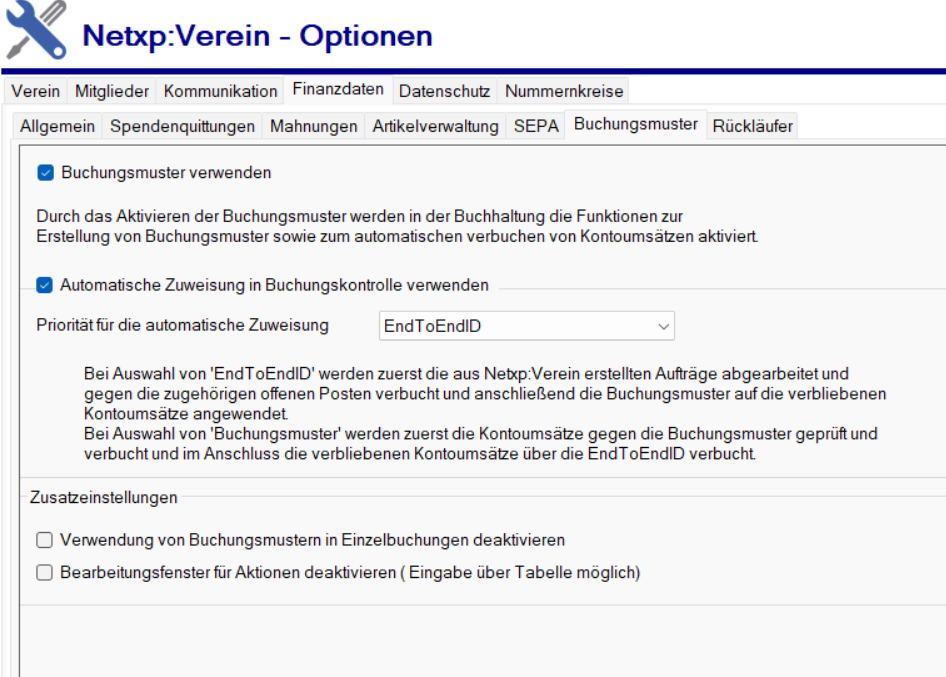 Netxp:Verein - Optionen
Verein Mitglieder Kommunikation Finanzdaten Datenschutz Nummernkreise
Allgemein Spendenquittungen Mahnungen Artikelverwaltung SEPA Buchungsmuster Rückläufer
Buchungsmuster verwenden
Durch das Aktivieren der Buchungsmuster werden in der Buchhaltung die Funktionen zur
Erstellung von Buchungsmuster sowie zum automatischen verbuchen von Kontoumsätzen aktiviert.
Automatische Zuweisung in Buchungskontrolle verwenden
Priorität für die automatische Zuweisung EndToEndID
Bei Auswahl von 'EndToEndID' werden zuerst die aus Netxp:Verein erstellten Aufträge abgearbeitet und
gegen die zugehörigen offenen Posten verbucht und anschließend die Buchungsmuster auf die verbliebenen
Kontoumsätze angewendet.
Bei Auswahl von 'Buchungsmuster' werden zuerst die Kontoumsätze gegen die Buchungsmuster geprüft und
verbucht und im Anschluss die verbliebenen Kontoumsätze über die EndToEndID verbucht.
Zusatzeinstellungen
Verwendung von Buchungsmustern in Einzelbuchungen deaktivieren
Bearbeitungsfenster für Aktionen deaktivieren ( Eingabe über Tabelle möglich)